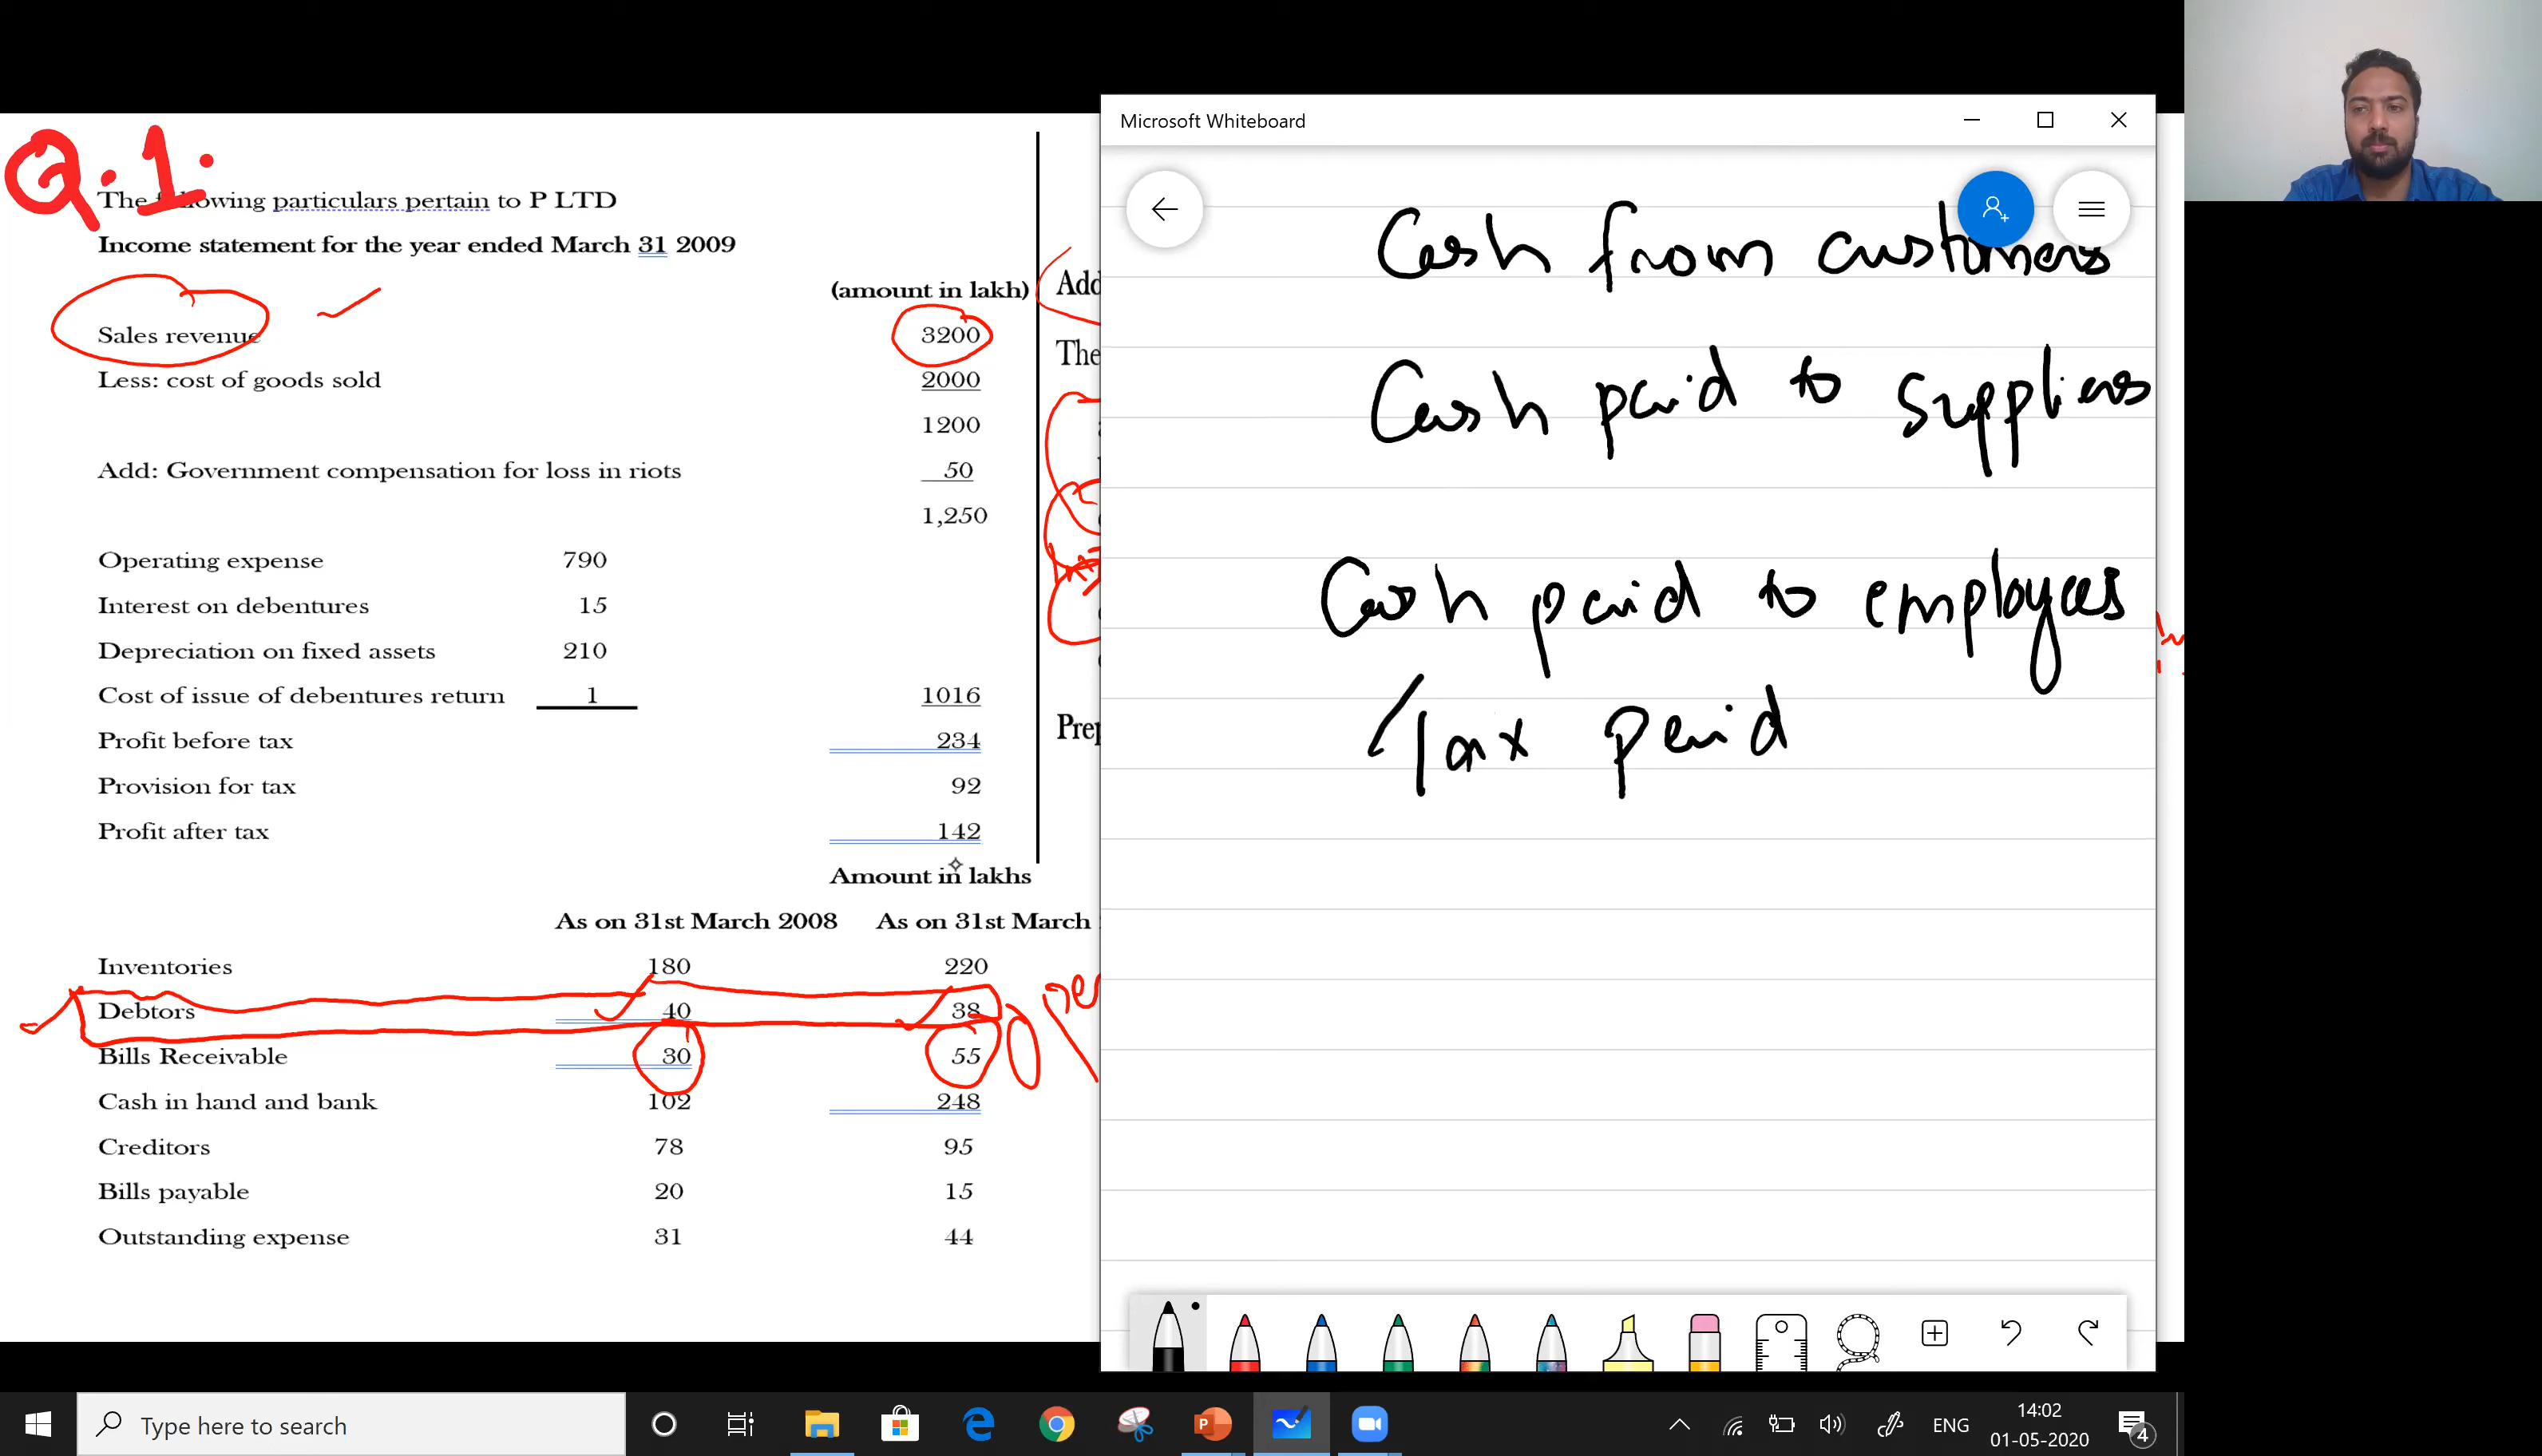 Q.1.
The following particulars pertain to P LTD
Income statement for the year ended March 31 2009
(amount in lakh)
Sales revenue 3200
Less: cost of goods sold 2000
1200
Add: Government compensation for loss in riots 50
1,250
Operating expense 790
Interest on debentures 15
Depreciation on fixed assets 210
Cost of issue of debentures return 1 1016
Profit before tax 234
Provision for tax 92
Profit after tax 142
Amount in lakhs
As on 31st March 2008 As on 31st March
Inventories 180 220
Debtors 40 38
Bills Receivable 30 55
Cash in hand and bank 102 248
Creditors 78 95
Bills payable 20 15
Outstanding expense 31 44
Add
The
Prep
Microsoft Whiteboard
Cash from customers
Cash paid to suppliers
Cash paid to employees
Tax paid
Type here to search
ENG
14:02
01-05-2020
4